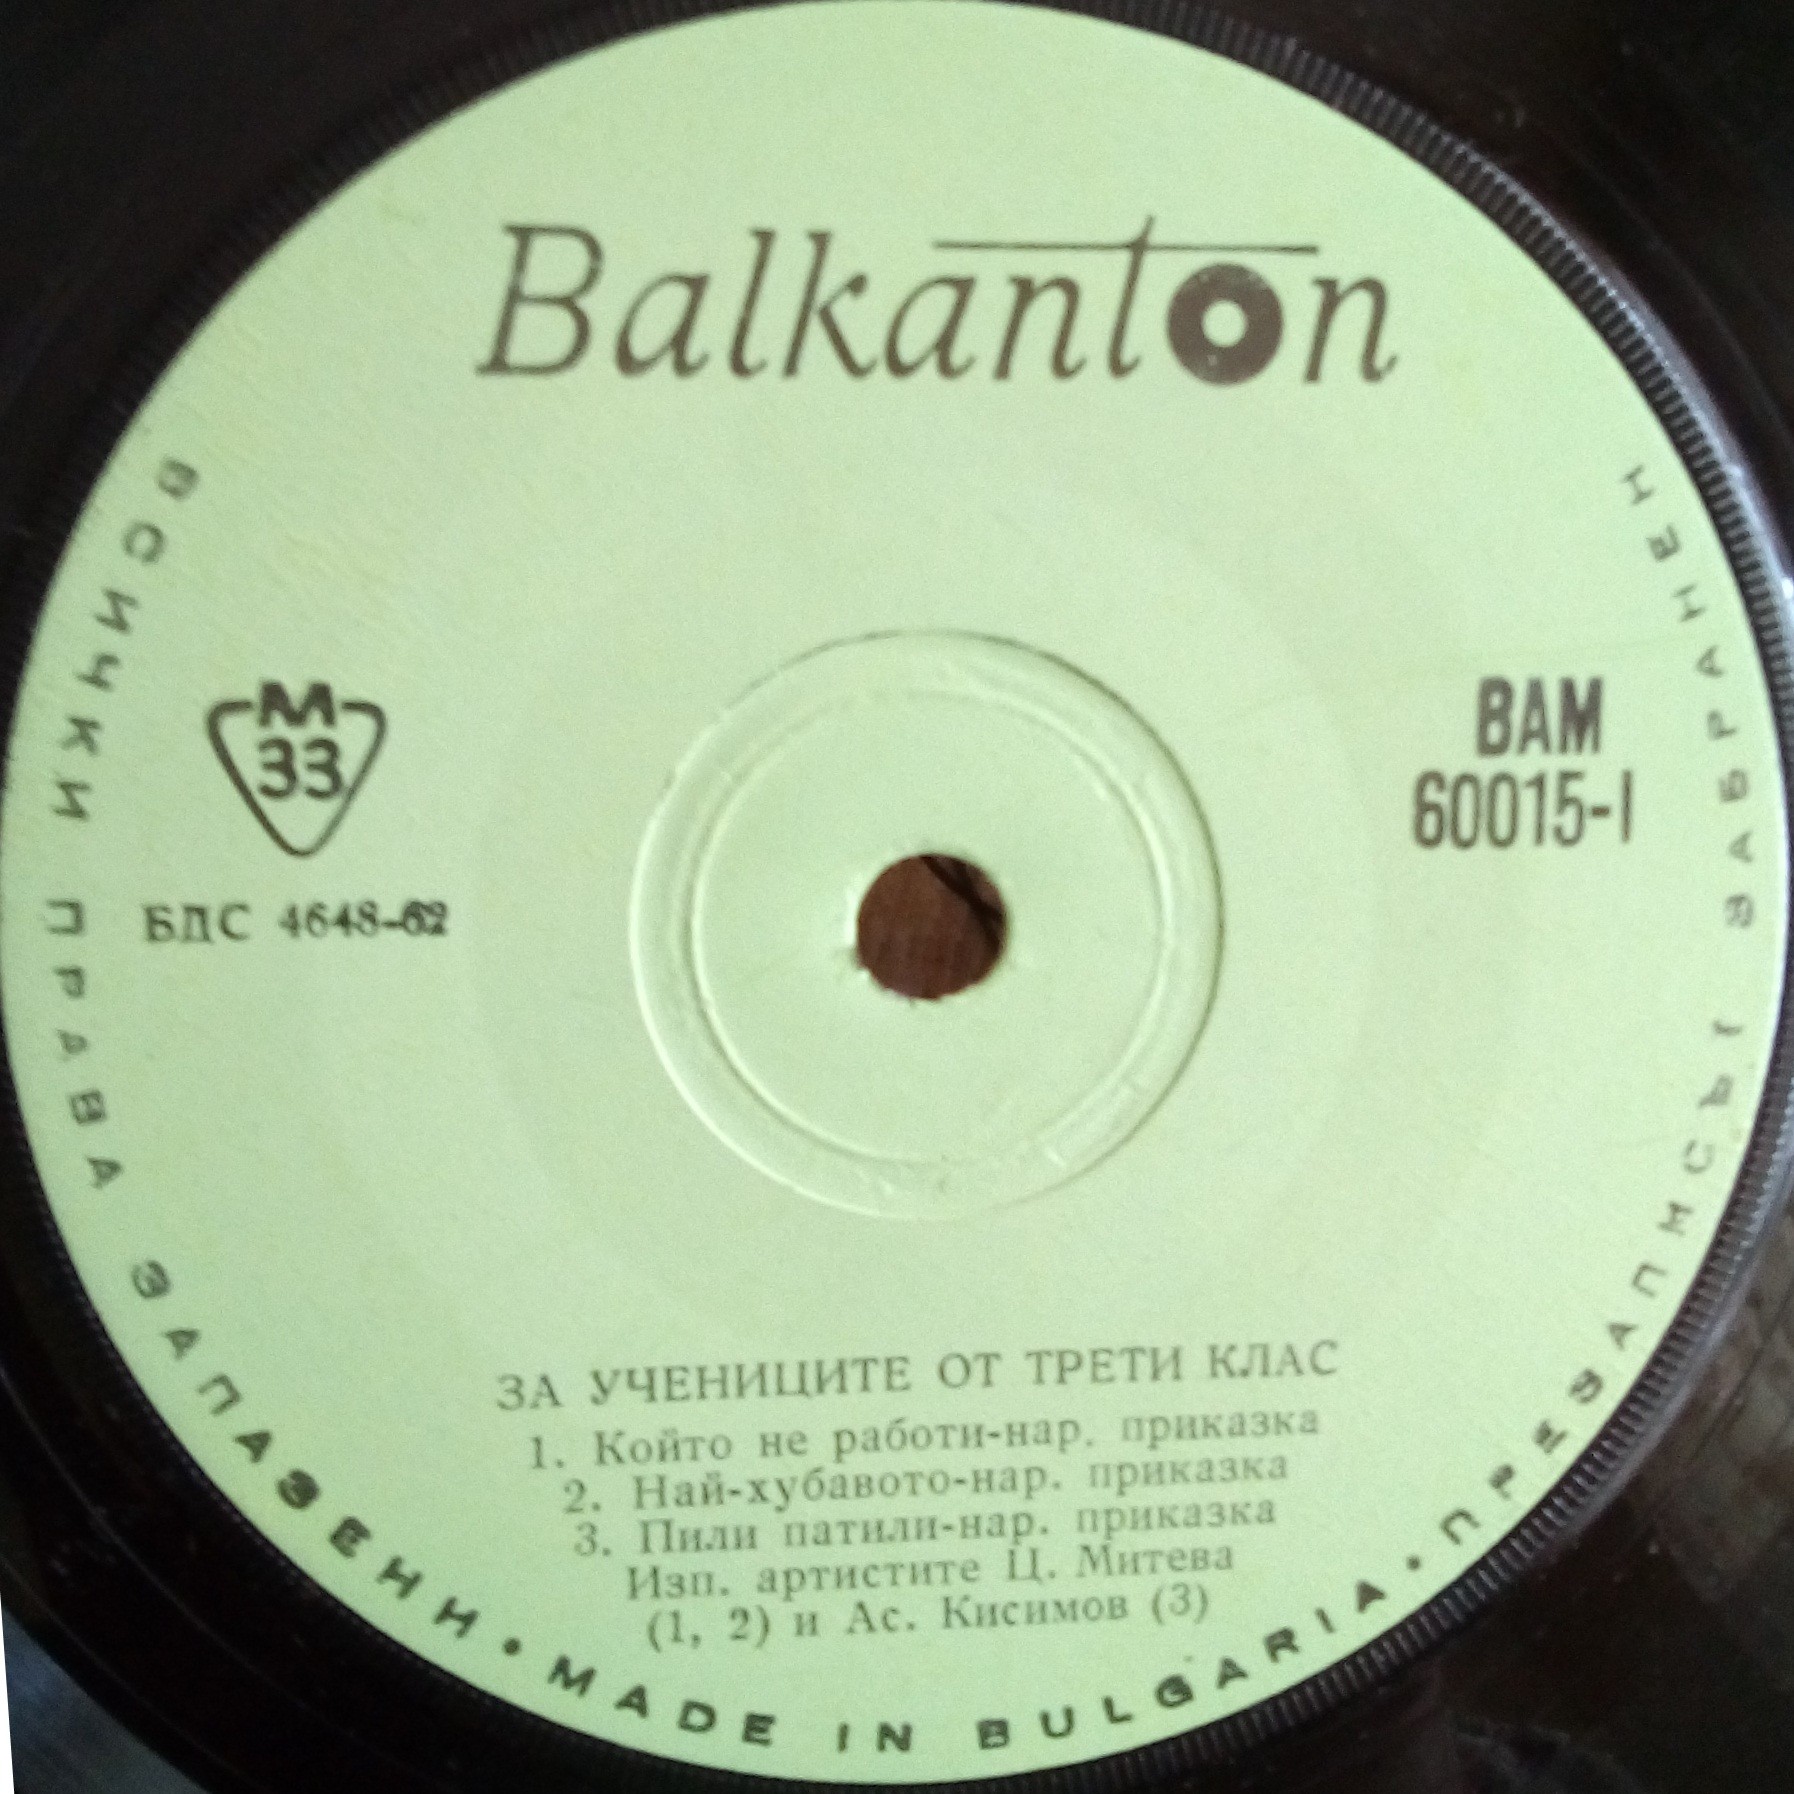 Balkanton
М
33
БДС 4648-62
ВАМ
60015-I
ЗА УЧЕНИЦИТЕ ОТ ТРЕТИ КЛАС
1. Който не работи-нар. приказка
2. Най-хубавото-нар. приказка
3. Пили патили-нар. приказка
Изп. артистите Ц. Митева
(1, 2) и Ас. Кисимов (3)
ВСИЧКИ ПРАВА ЗАПАЗЕНИ • MADE IN BULGARIA • ПРЕЗАПИСЪТ ЗАБРАНЕН